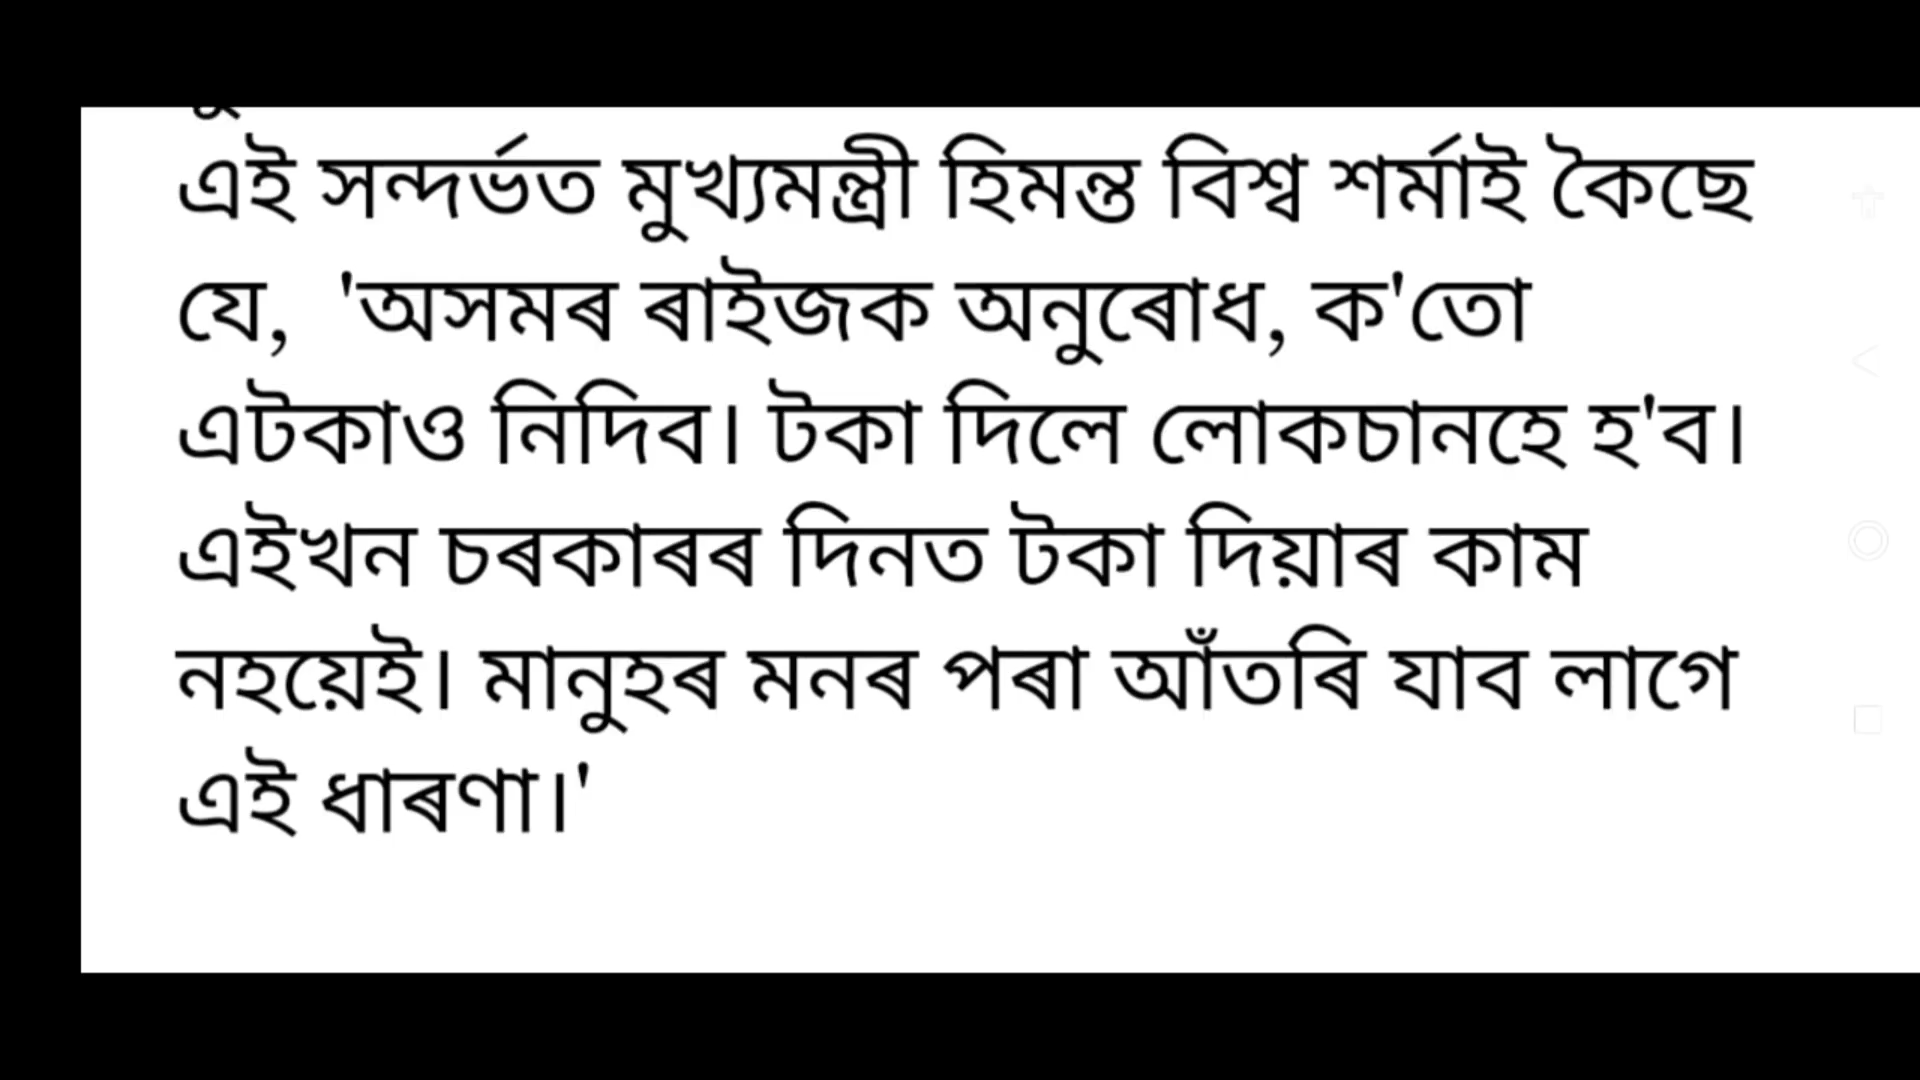 এই সন্দৰ্ভত মুখ্যমন্ত্ৰী হিমন্ত বিশ্ব শৰ্মাই কৈছে
যে, 'অসমৰ ৰাইজক অনুৰোধ, ক'তো
এটকাও নিদিব। টকা দিলে লোকচানহে হ'ব।
এইখন চৰকাৰৰ দিনত টকা দিয়াৰ কাম
নহয়েই। মানুহৰ মনৰ পৰা আঁতৰি যাব লাগে
এই ধাৰণা।'